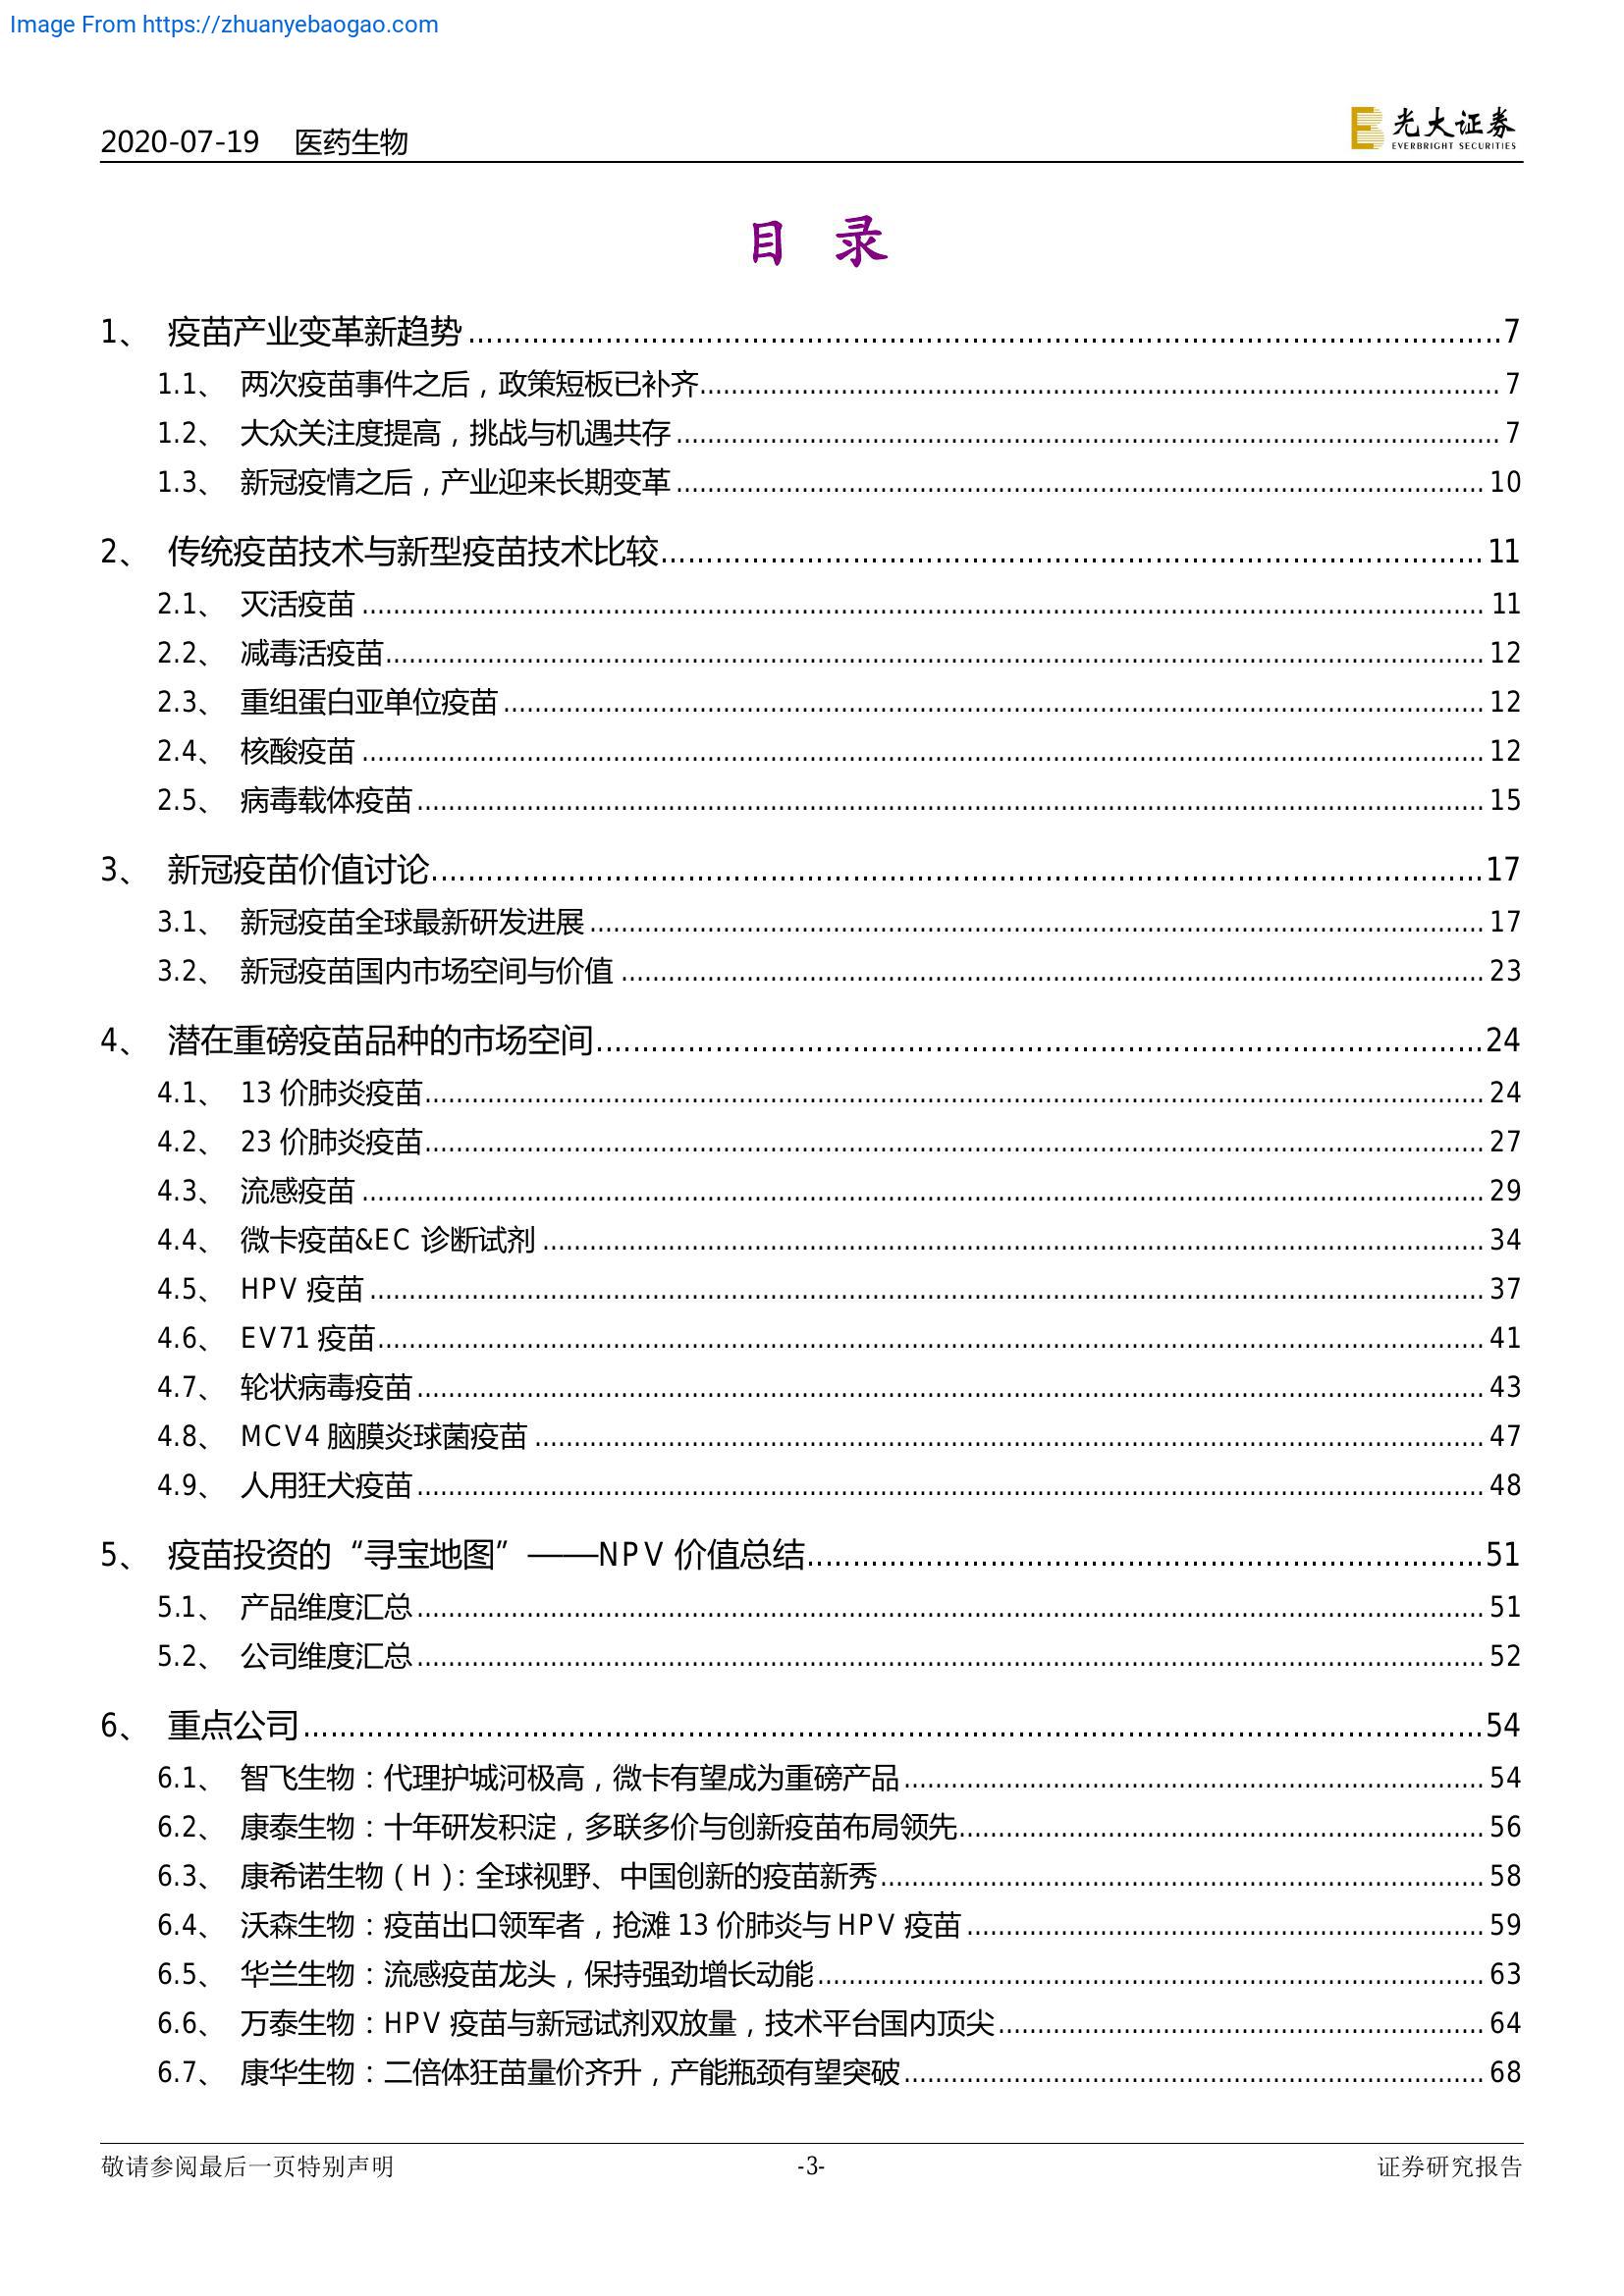 Image From https://zhuanyebaogao.com
2020-07-19 医药生物
光大证券
EVERBRIGHT SECURITIES
目 录
1、 疫苗产业变革新趋势 7
1.1、 两次疫苗事件之后，政策短板已补齐 7
1.2、 大众关注度提高，挑战与机遇共存 7
1.3、 新冠疫情之后，产业迎来长期变革 10
2、 传统疫苗技术与新型疫苗技术比较 11
2.1、 灭活疫苗 11
2.2、 减毒活疫苗 12
2.3、 重组蛋白亚单位疫苗 12
2.4、 核酸疫苗 12
2.5、 病毒载体疫苗 15
3、 新冠疫苗价值讨论 17
3.1、 新冠疫苗全球最新研发进展 17
3.2、 新冠疫苗国内市场空间与价值 23
4、 潜在重磅疫苗品种的市场空间 24
4.1、 13 价肺炎疫苗 24
4.2、 23 价肺炎疫苗 27
4.3、 流感疫苗 29
4.4、 微卡疫苗&EC 诊断试剂 34
4.5、 HPV 疫苗 37
4.6、 EV71 疫苗 41
4.7、 轮状病毒疫苗 43
4.8、 MCV4 脑膜炎球菌疫苗 47
4.9、 人用狂犬疫苗 48
5、 疫苗投资的“寻宝地图”——NPV 价值总结 51
5.1、 产品维度汇总 51
5.2、 公司维度汇总 52
6、 重点公司 54
6.1、 智飞生物：代理护城河极高，微卡有望成为重磅产品 54
6.2、 康泰生物：十年研发积淀，多联多价与创新疫苗布局领先 56
6.3、 康希诺生物（H）：全球视野、中国创新的疫苗新秀 58
6.4、 沃森生物：疫苗出口领军者，抢滩 13 价肺炎与 HPV 疫苗 59
6.5、 华兰生物：流感疫苗龙头，保持强劲增长动能 63
6.6、 万泰生物：HPV 疫苗与新冠试剂双放量，技术平台国内顶尖 64
6.7、 康华生物：二倍体狂苗量价齐升，产能瓶颈有望突破 68
敬请参阅最后一页特别声明 -3- 证券研究报告